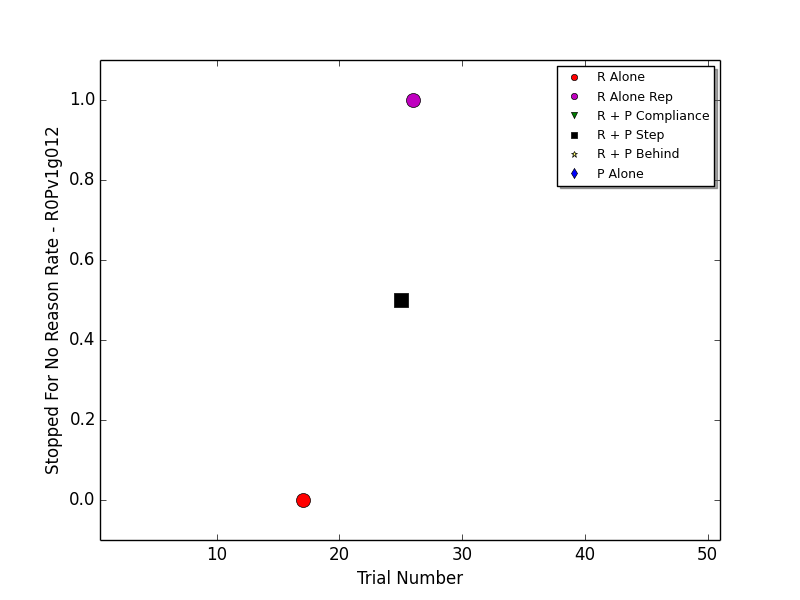 Stopped For No Reason Rate - R0Pv1g012
1.0
0.8
0.6
0.4
0.2
0.0
10
20
30
40
50
Trial Number
R Alone
R Alone Rep
R + P Compliance
R + P Step
R + P Behind
P Alone